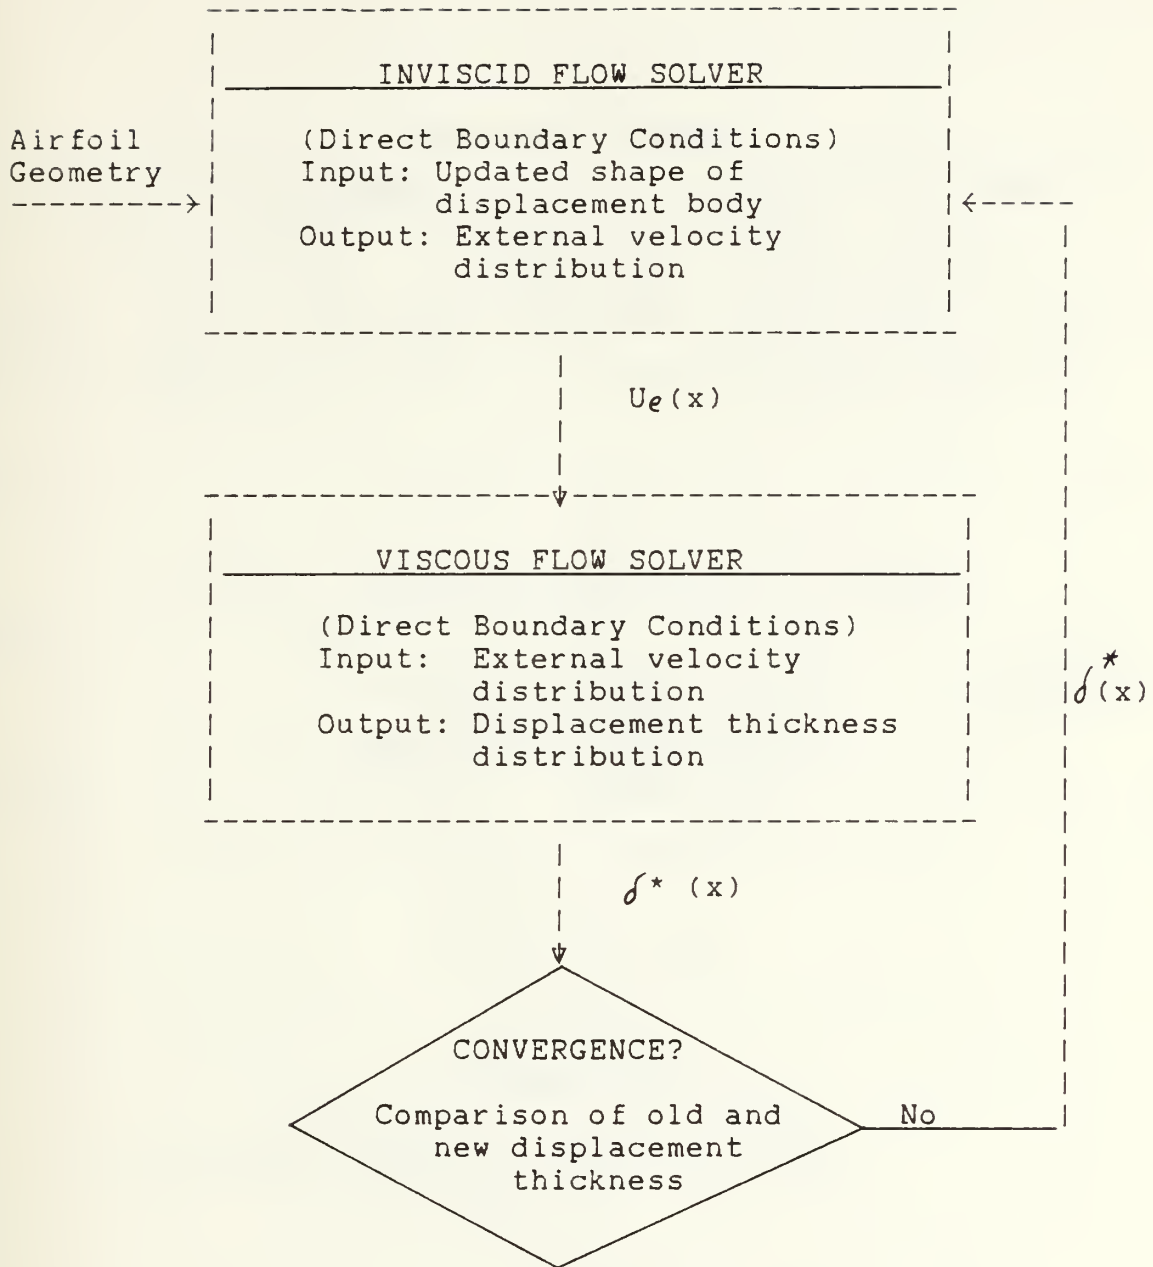 INVISCID FLOW SOLVER
Airfoil
Geometry
(Direct Boundary Conditions)
Input: Updated shape of
displacement body
Output: External velocity
distribution
Ue(x)
VISCOUS FLOW SOLVER
(Direct Boundary Conditions)
Input: External velocity
distribution
Output: Displacement thickness
distribution
δ*(x)
δ* (x)
CONVERGENCE?
Comparison of old and
new displacement
thickness
No